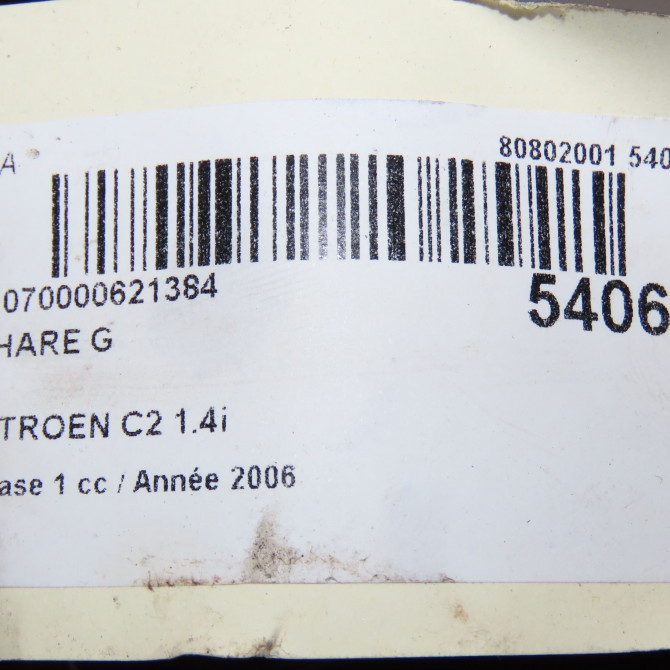 A
80802001 540
070000621384
5406
HARE G
TROEN C2 1.4i
ase 1 cc / Année 2006